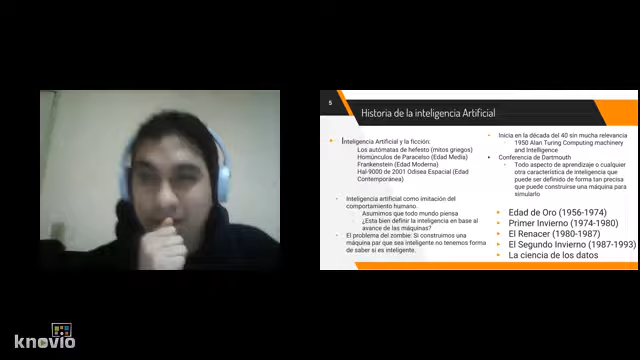 5
Historia de la inteligencia Artificial
Inteligencia Artificial y la ficción:
Los autómatas de hefesto (mitos griegos)
Homúnculos de Paracelso (Edad Media)
Frankenstein (Edad Moderna)
Hal-9000 de 2001 Odisea Espacial (Edad
Contemporánea)
Inteligencia artificial como imitación del
comportamiento humano.
Asumimos que todo mundo piensa
¿Esta bien definir la inteligencia en base al
avance de las máquinas?
El problema del zombie: Si construimos una
máquina par que sea inteligente no tenemos forma
de saber si es inteligente.
Inicia en la década del 40 sin mucha relevancia
1950 Alan Turing Computing machinery
and Intelligence
Conferencia de Dartmouth
Todo aspecto de aprendizaje o cualquier
otra característica de inteligencia que
puede ser definido de forma tan precisa
que puede construirse una máquina para
simularlo
Edad de Oro (1956-1974)
Primer Invierno (1974-1980)
El Renacer (1980-1987)
El Segundo Invierno (1987-1993)
La ciencia de los datos
knovio